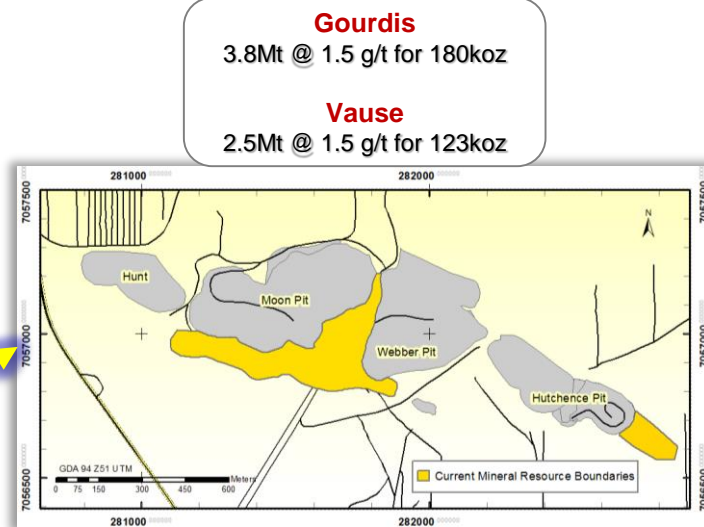 Gourdis
3.8Mt @ 1.5 g/t for 180koz
Vause
2.5Mt @ 1.5 g/t for 123koz
281000
282000
7057500
7057500
N
Hunt
Moon Pit
7057000
7057000
Webber Pit
Hutchence Pit
GDA 94 Z51 UTM
Meters
0 75 150 300 450 600
Current Mineral Resource Boundaries
7056500
7056500
281000
282000